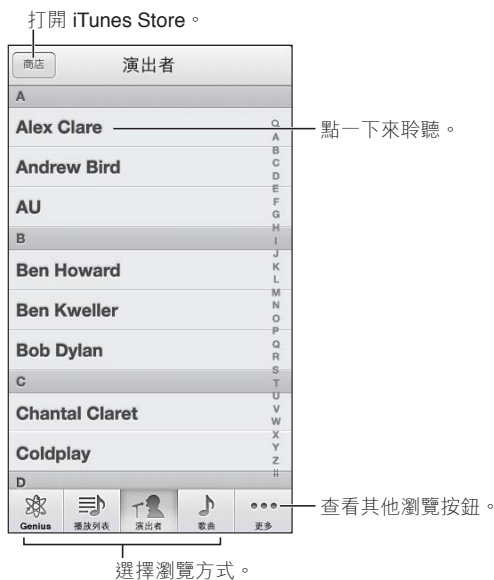 打開 iTunes Store。
商店
演出者
A
Alex Clare
點一下來聆聽。
Andrew Bird
AU
B
Ben Howard
Ben Kweller
Bob Dylan
C
Chantal Claret
Coldplay
D
Q
A
B
C
D
E
F
G
H
I
J
K
L
M
N
O
P
Q
R
S
T
U
V
W
X
Y
Z
#
Genius
播放列表
演出者
歌曲
更多
查看其他瀏覽按鈕。
選擇瀏覽方式。